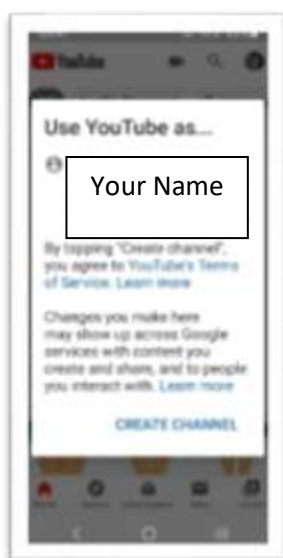 YouTube
Use YouTube as...
Your Name
By tapping "Create channel",
you agree to YouTube's Terms
of Service. Learn more
Changes you make here
may show up across Google
services with content you
create and share, and to people
you interact with. Learn more
CREATE CHANNEL